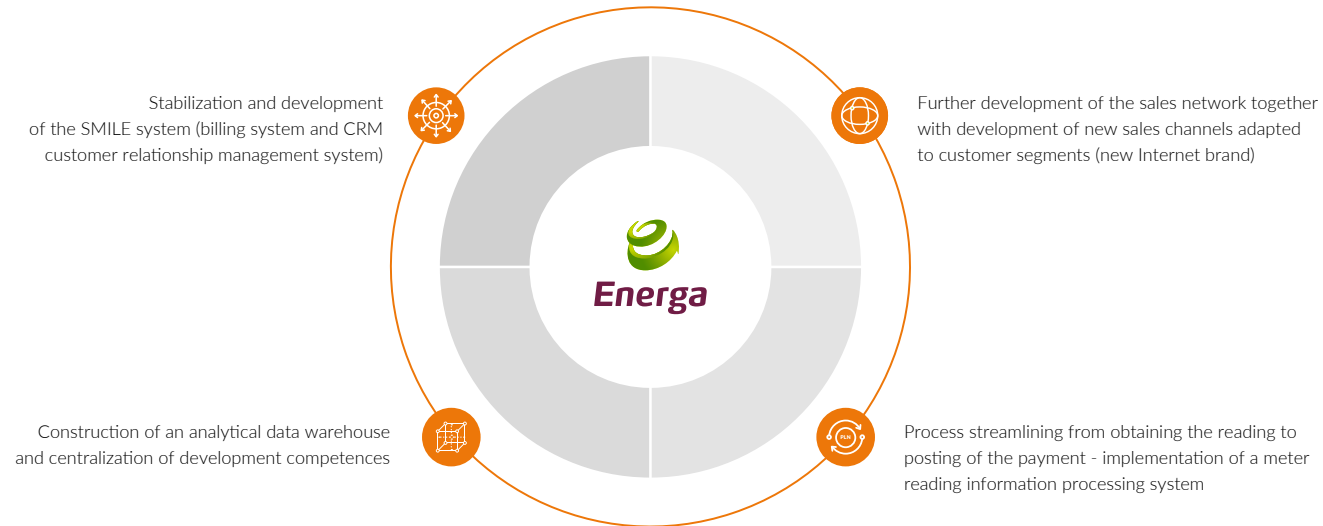 Stabilization and development
of the SMILE system (billing system and CRM
customer relationship management system)
Further development of the sales network together
with development of new sales channels adapted
to customer segments (new Internet brand)
Energa
Construction of an analytical data warehouse
and centralization of development competences
PLN
Process streamlining from obtaining the reading to
posting of the payment - implementation of a meter
reading information processing system